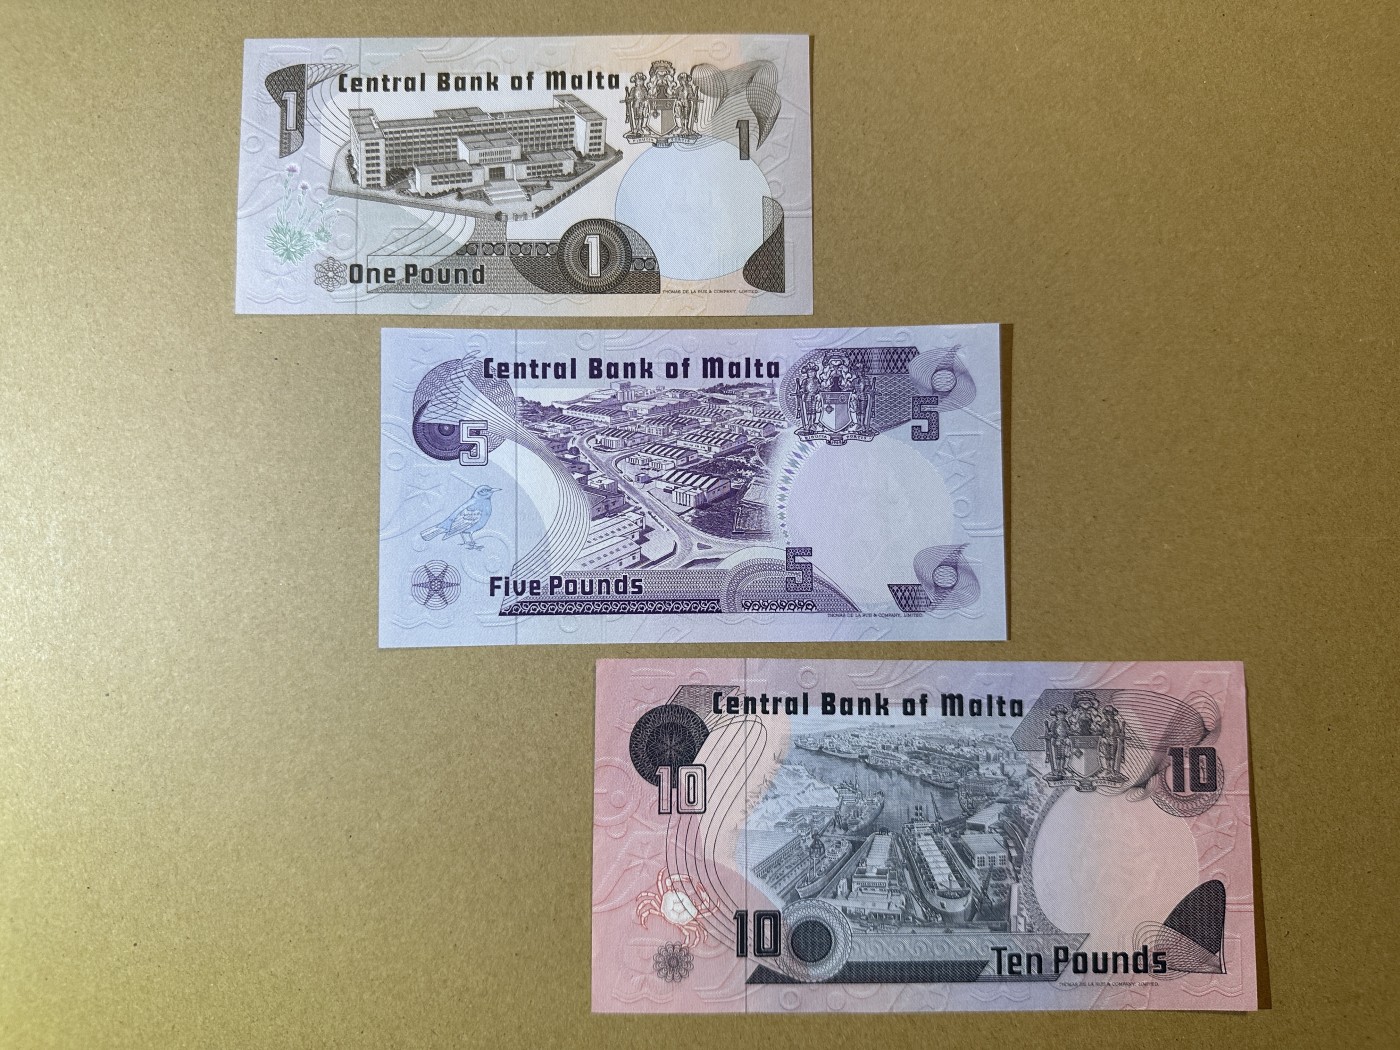 Central Bank of Malta
1
1
1
One Pound
THOMAS DE LA RUE & COMPANY, LIMITED.
Central Bank of Malta
5
5
5
Five Pounds
THOMAS DE LA RUE & COMPANY, LIMITED.
Central Bank of Malta
10
10
10
Ten Pounds
THOMAS DE LA RUE & COMPANY, LIMITED.